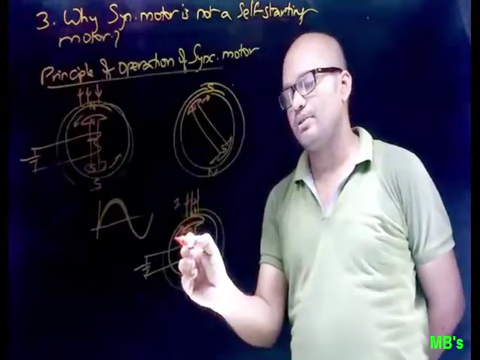 3. Why Syn. motor is not a Self-starting
motor?
Principle of Operation of Sync. motor
N
S
S
N
MB's